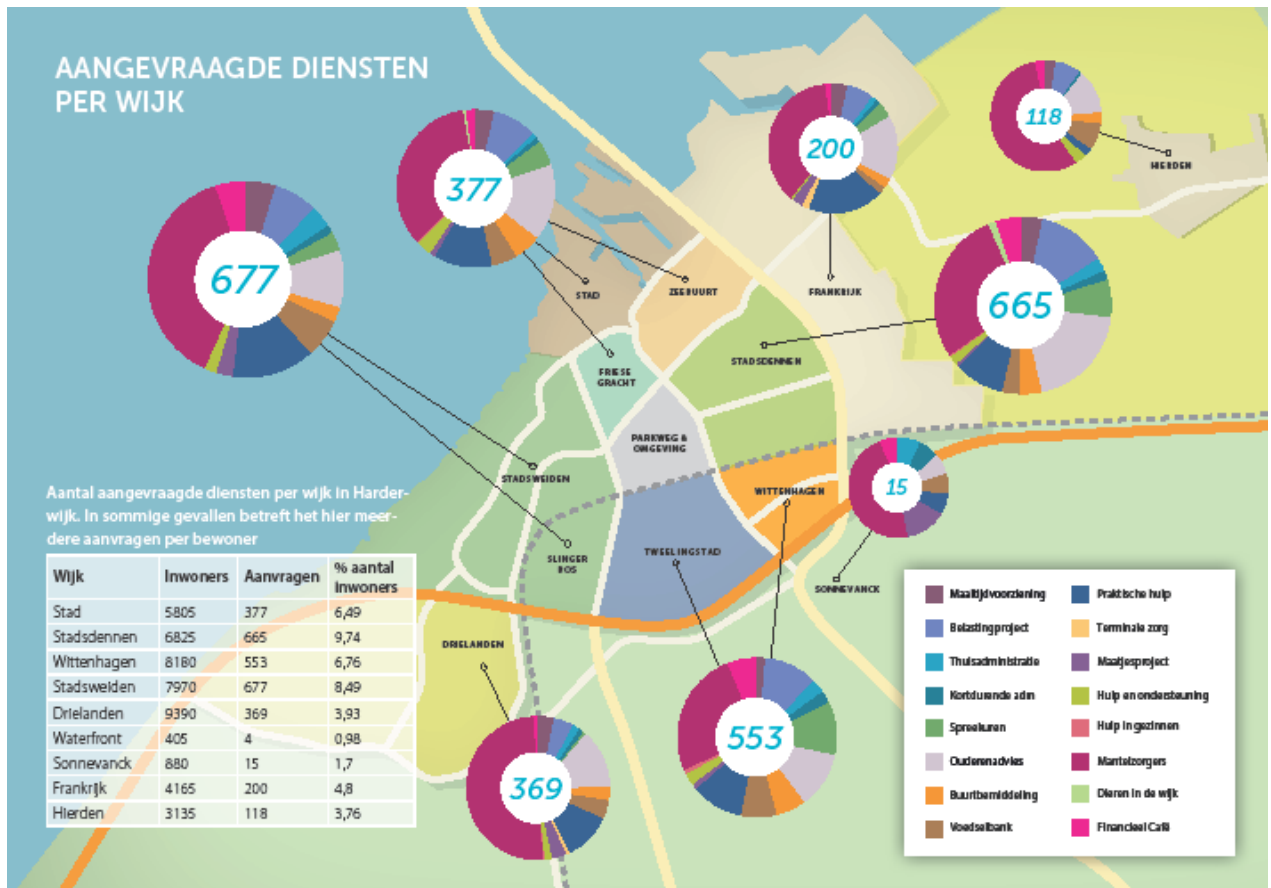 AANGEVRAAGDE DIENSTEN
PER WIJK
118
200
377
677
665
HIERDEN
STAD
ZEEBUURT
FRANKRIJK
STADSDENNEN
FRIESE
GRACHT
PARKWEG &
OMGEVING
STADSWEIDEN
WITTENHAGEN
15
SLINGER
BOS
TWEELINGSTAD
SONNEVANCK
DRIELANDEN
553
369
Aantal aangevraagde diensten per wijk in Harder-
wijk. In sommige gevallen betreft het hier meer-
dere aanvragen per bewoner
Wijk Inwoners Aanvragen % aantal
inwoners
Stad 5805 377 6,49
Stadsdennen 6825 665 9,74
Wittenhagen 8180 553 6,76
Stadsweiden 7970 677 8,49
Drielanden 9390 369 3,93
Waterfront 405 4 0,98
Sonnevanck 880 15 1,7
Frankrijk 4165 200 4,8
Hierden 3135 118 3,76
Maaltijdvoorziening
Belastingproject
Thuisadministratie
Kortdurende adm
Spreekuren
Ouderenadvies
Buurtbemiddeling
Voedselbank
Praktische hulp
Terminale zorg
Maatjesproject
Hulp en ondersteuning
Hulp in gezinnen
Mantelzorgers
Dieren in de wijk
Financieel Café